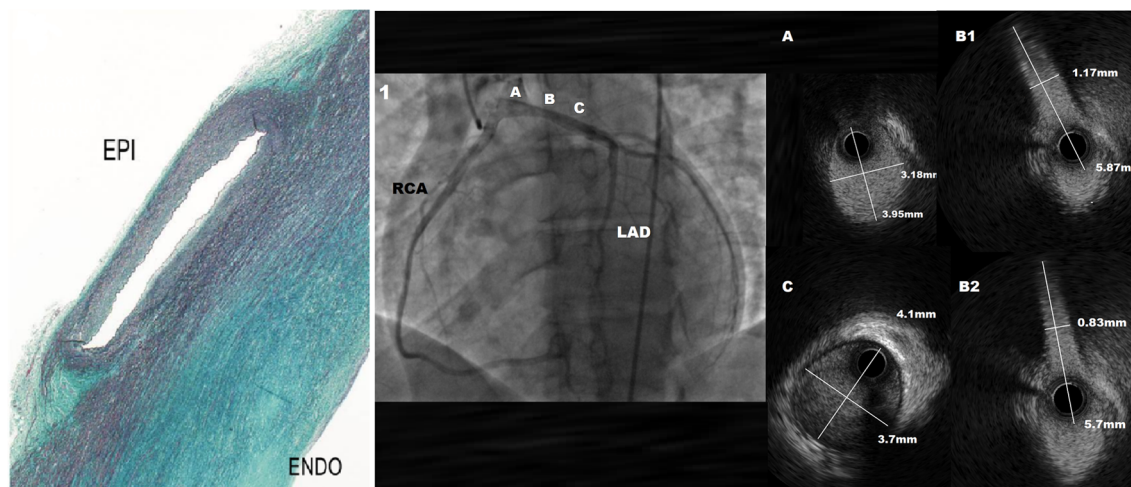 EPI
ENDO
1
A
B
C
RCA
LAD
A
3.18mm
3.95mm
B1
1.17mm
5.87mm
C
4.1mm
3.7mm
B2
0.83mm
5.7mm